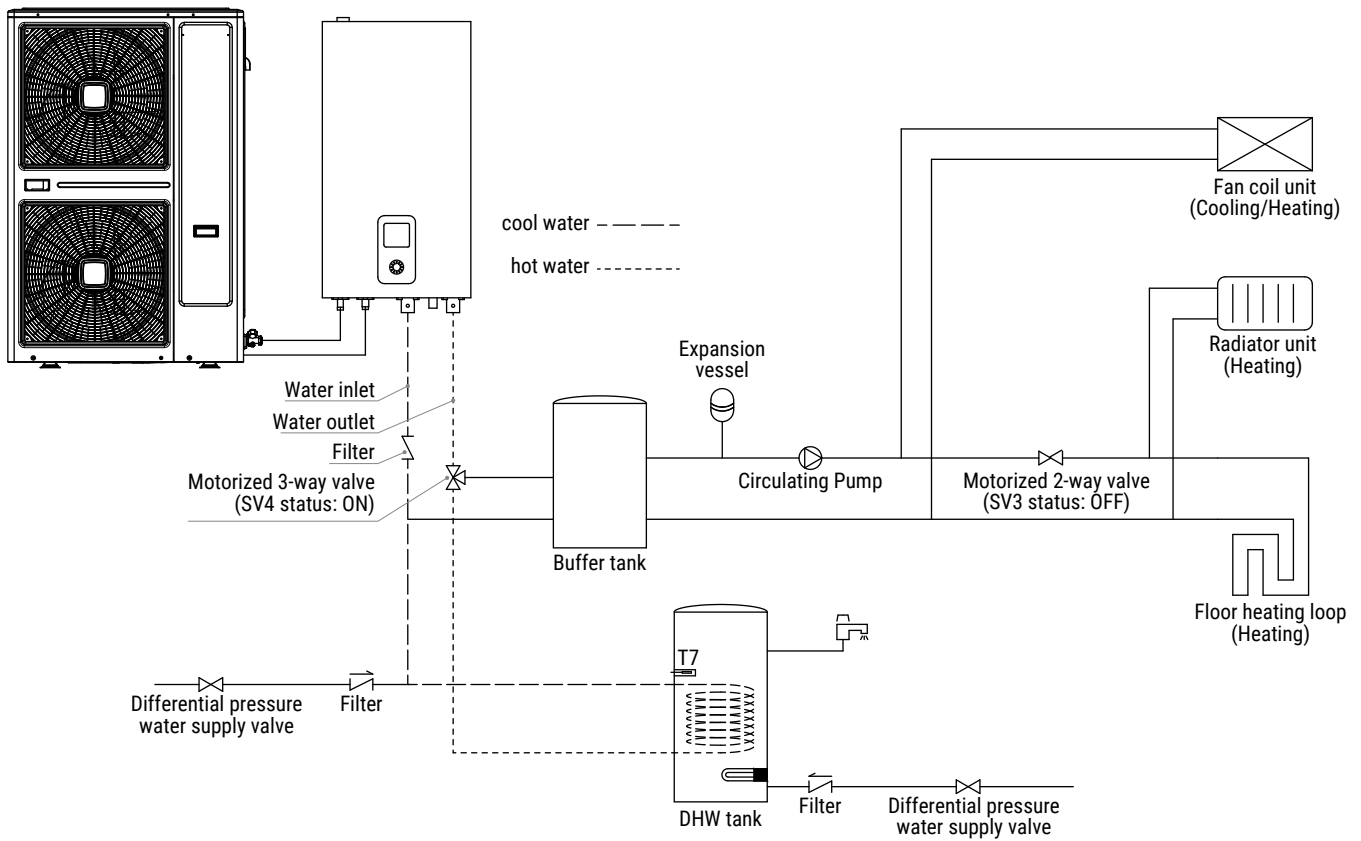 cool water
hot water
Fan coil unit
(Cooling/Heating)
Radiator unit
(Heating)
Expansion
vessel
Water inlet
Water outlet
Filter
Motorized 3-way valve
(SV4 status: ON)
Circulating Pump
Motorized 2-way valve
(SV3 status: OFF)
Buffer tank
Floor heating loop
(Heating)
T7
Differential pressure
water supply valve
Filter
DHW tank
Filter
Differential pressure
water supply valve